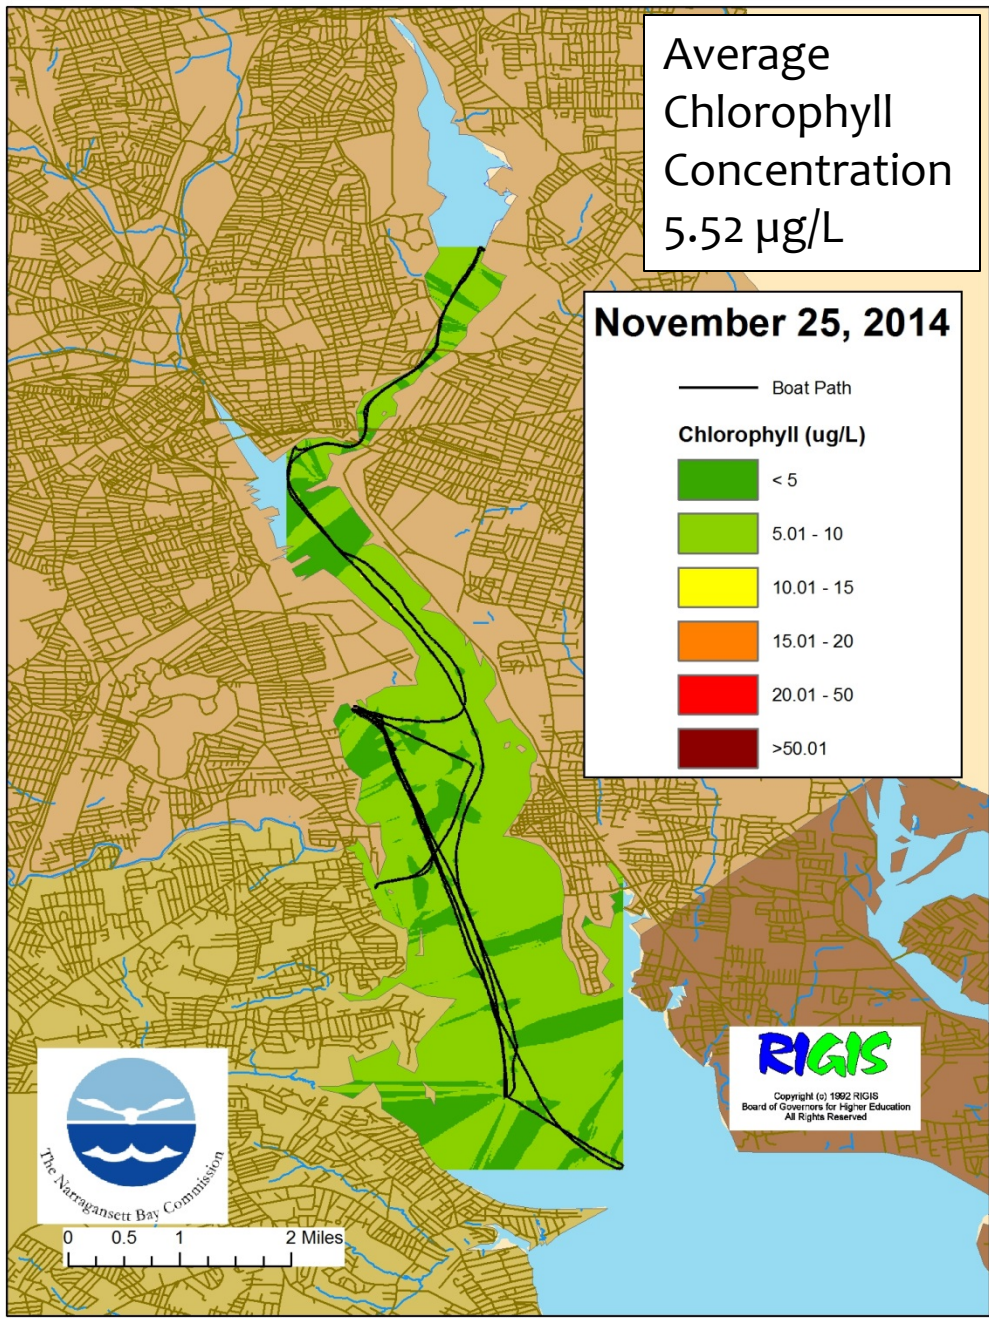 Average
Chlorophyll
Concentration
5.52 µg/L
November 25, 2014
Boat Path
Chlorophyll (ug/L)
< 5
5.01 - 10
10.01 - 15
15.01 - 20
20.01 - 50
>50.01
RIGIS
Copyright (c) 1992 RIGIS
Board of Governors for Higher Education
All Rights Reserved
The Narragansett Bay Commission
0 0.5 1 2 Miles